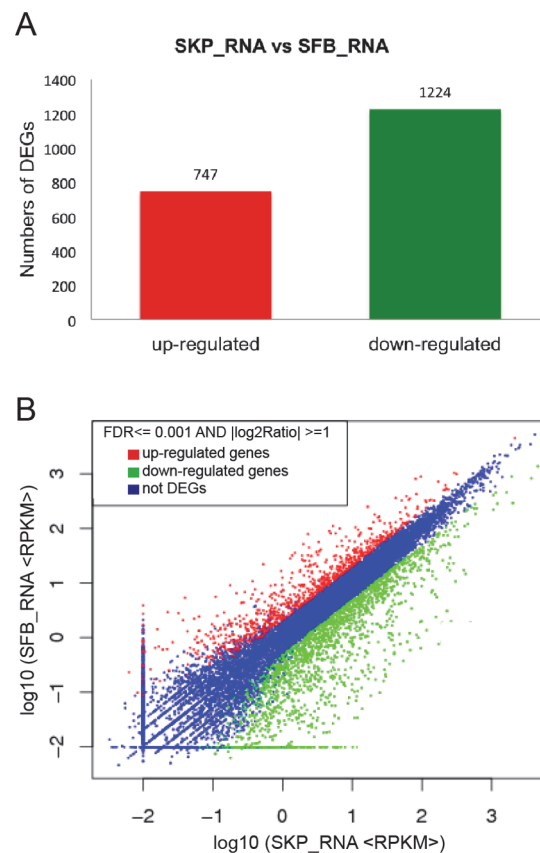 A
SKP_RNA vs SFB_RNA
Numbers of DEGs
1400
1200
1000
800
600
400
200
0
747
1224
up-regulated
down-regulated
B
FDR<= 0.001 AND |log2Ratio| >=1
up-regulated genes
down-regulated genes
not DEGs
log10 (SFB_RNA <RPKM>)
3
2
1
0
−1
−2
−2
−1
0
1
2
3
log10 (SKP_RNA <RPKM>)